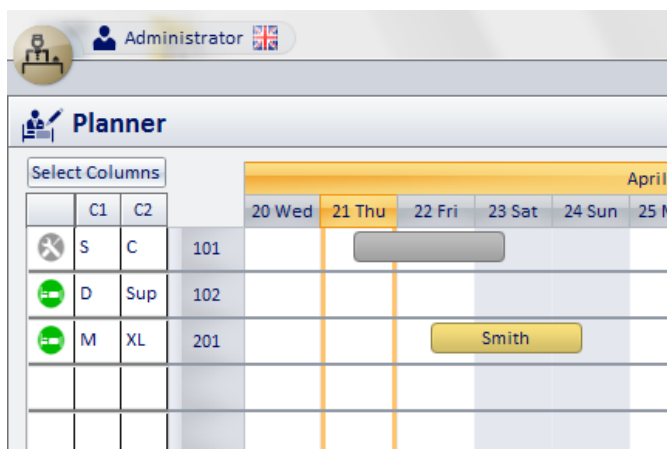 Administrator
Planner
Select Columns
April
C1 C2 20 Wed 21 Thu 22 Fri 23 Sat 24 Sun 25
S C 101
D Sup 102
M XL 201 Smith